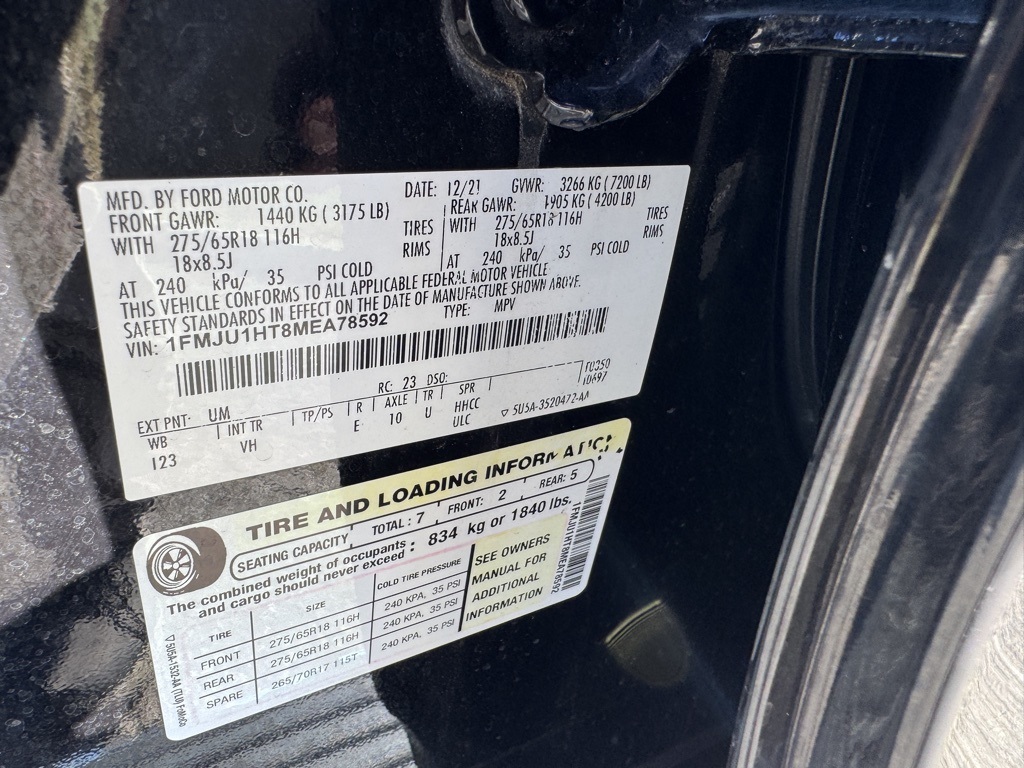 MFD. BY FORD MOTOR CO.
DATE: 12/21 GVWR: 3266 KG ( 7200 LB)
FRONT GAWR: 1440 KG ( 3175 LB)
REAR GAWR: 1905 KG ( 4200 LB)
WITH 275/65R18 116H TIRES
WITH 275/65R18 116H TIRES
18x8.5J RIMS
18x8.5J RIMS
AT 240 kPa/ 35 PSI COLD
AT 240 kPa/ 35 PSI COLD
THIS VEHICLE CONFORMS TO ALL APPLICABLE FEDERAL MOTOR VEHICLE
SAFETY STANDARDS IN EFFECT ON THE DATE OF MANUFACTURE SHOWN ABOVE.
VIN: 1FMJU1HT8MEA78592 TYPE: MPV
EXT PNT: UM RC: 23 DSO:
WB INT TR TP/PS R AXLE TR SPR
123 VH E 10 U HHCC
ULC
▽ 5U5A-3520472-AA
TIRE AND LOADING INFORMATION
SEATING CAPACITY TOTAL: 7 FRONT: 2 REAR: 5
The combined weight of occupants
and cargo should never exceed : 834 kg or 1840 lbs.
TIRE SIZE COLD TIRE PRESSURE
FRONT 275/65R18 116H 240 KPA, 35 PSI
REAR 275/65R18 116H 240 KPA, 35 PSI
SPARE 265/70R17 115T 240 KPA, 35 PSI
SEE OWNERS
MANUAL FOR
ADDITIONAL
INFORMATION
1FMJU1HT8MEA78592
▽ 5U5A-1532-AA (TLU) FoMoCo